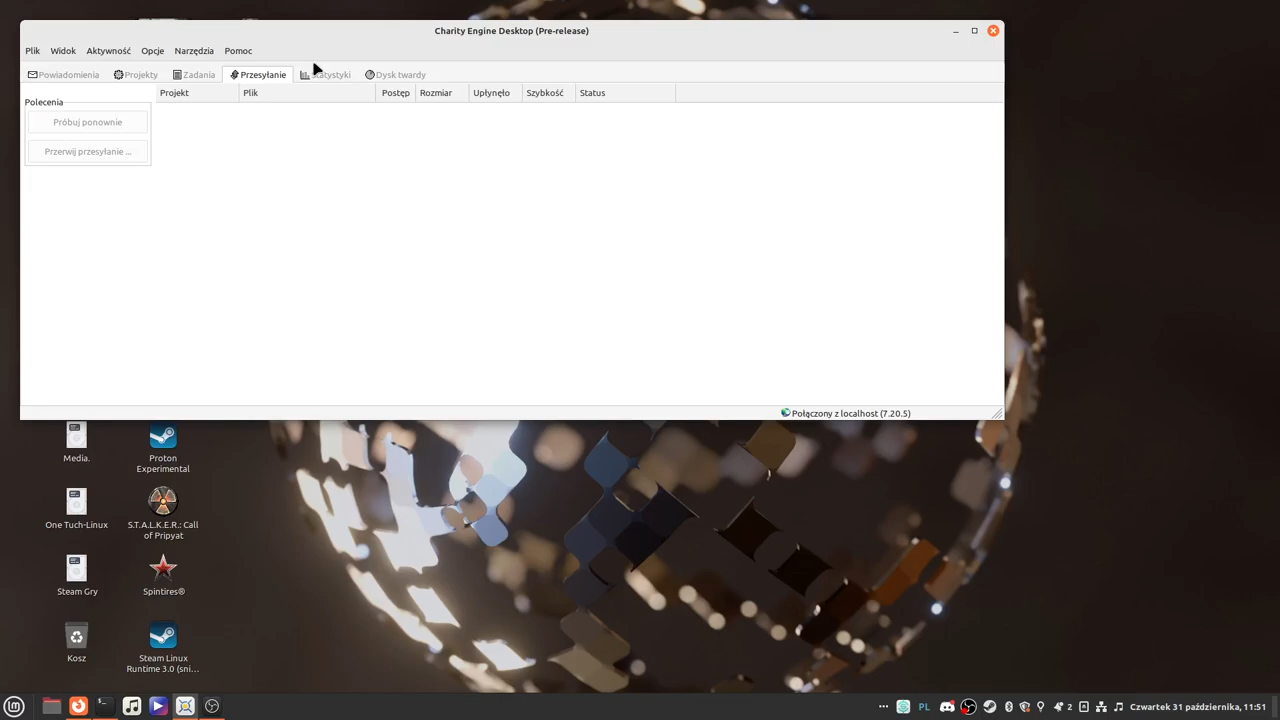 Charity Engine Desktop (Pre-release)
Plik Widok Aktywność Opcje Narzędzia Pomoc
Powiadomienia Projekty Zadania Przesyłanie Statystyki Dysk twardy
Polecenia
Projekt Plik Postęp Rozmiar Upłynęło Szybkość Status
Próbuj ponownie
Przerwij przesyłanie ...
Połączony z localhost (7.20.5)
Media.
Proton
Experimental
One Tuch-Linux
S.T.A.L.K.E.R.: Call
of Pripyat
Steam Gry
Spintires®
Kosz
Steam Linux
Runtime 3.0 (sni...
PL
2
Czwartek 31 października, 11:51